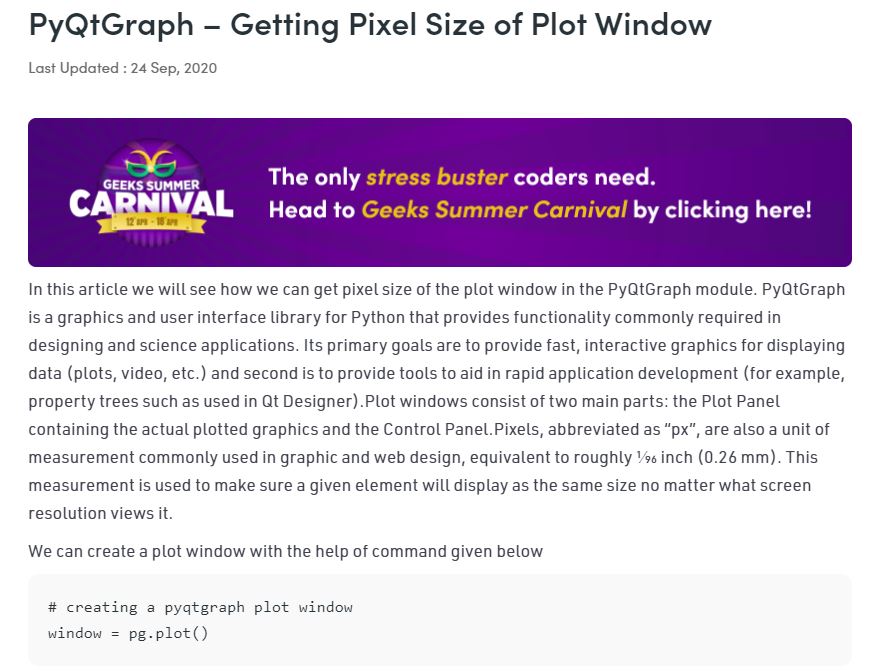 PyQtGraph – Getting Pixel Size of Plot Window
Last Updated : 24 Sep, 2020
GEEKS SUMMER
CARNIVAL
12 APR - 18 APR
The only stress buster coders need.
Head to Geeks Summer Carnival by clicking here!
In this article we will see how we can get pixel size of the plot window in the PyQtGraph module. PyQtGraph
is a graphics and user interface library for Python that provides functionality commonly required in
designing and science applications. Its primary goals are to provide fast, interactive graphics for displaying
data (plots, video, etc.) and second is to provide tools to aid in rapid application development (for example,
property trees such as used in Qt Designer).Plot windows consist of two main parts: the Plot Panel
containing the actual plotted graphics and the Control Panel.Pixels, abbreviated as “px”, are also a unit of
measurement commonly used in graphic and web design, equivalent to roughly 1⁄96 inch (0.26 mm). This
measurement is used to make sure a given element will display as the same size no matter what screen
resolution views it.
We can create a plot window with the help of command given below
# creating a pyqtgraph plot window
window = pg.plot()